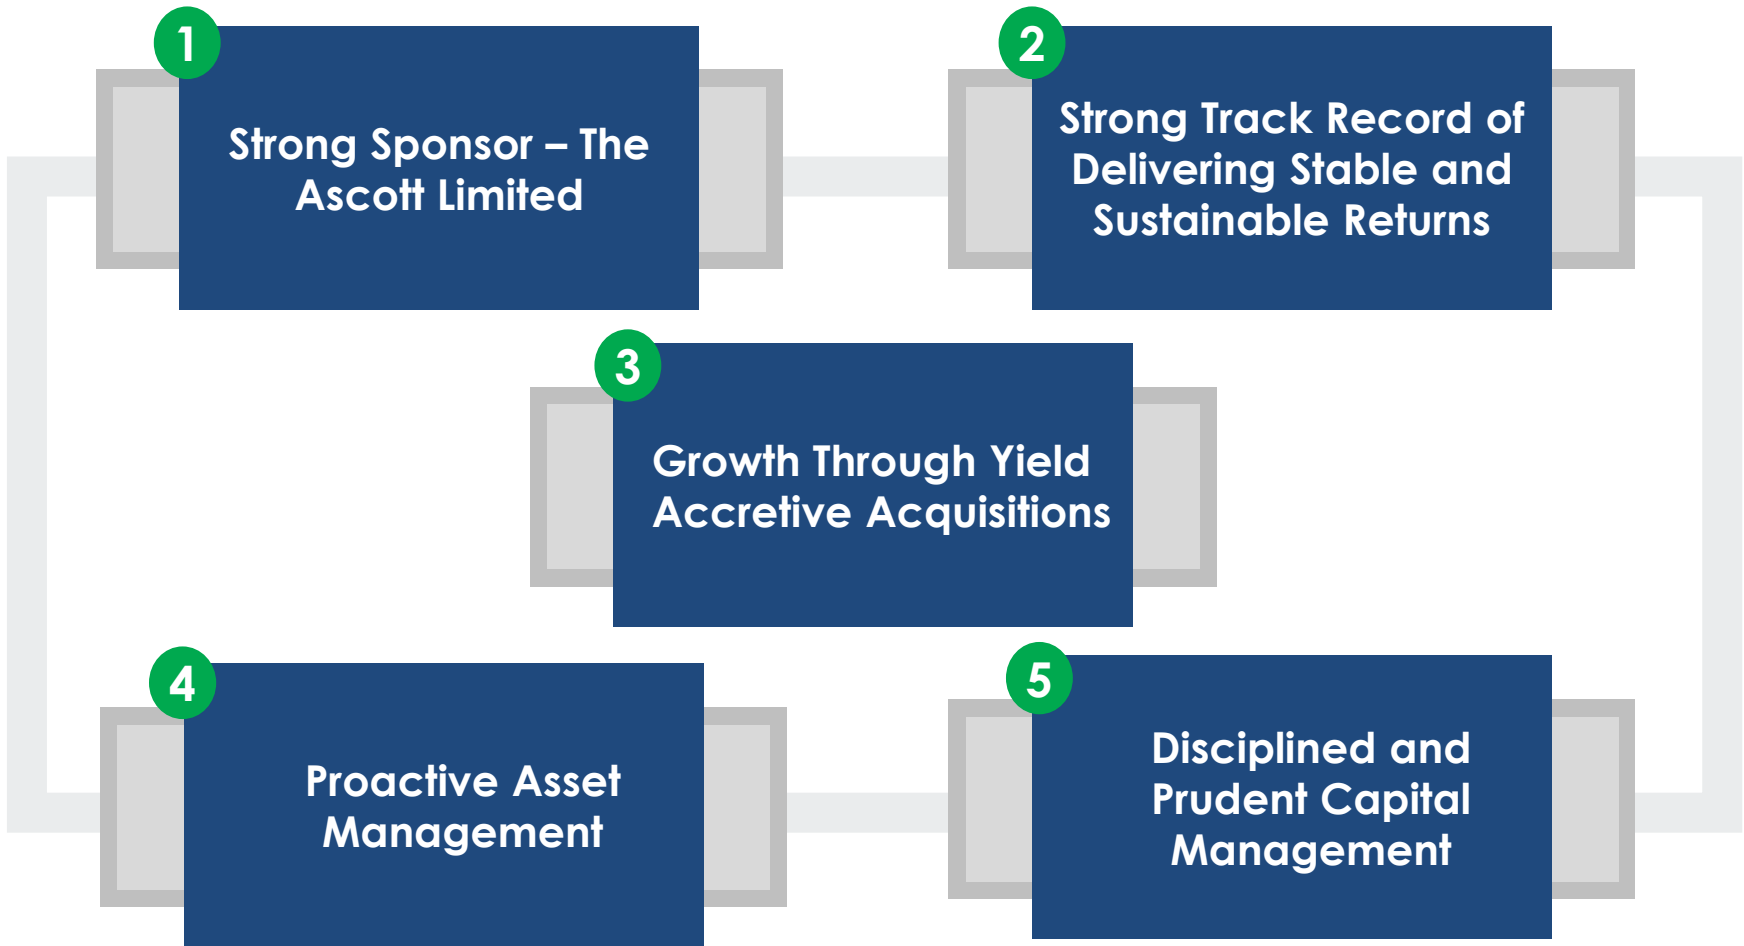 1
Strong Sponsor – The
Ascott Limited
2
Strong Track Record of
Delivering Stable and
Sustainable Returns
3
Growth Through Yield
Accretive Acquisitions
4
Proactive Asset
Management
5
Disciplined and
Prudent Capital
Management